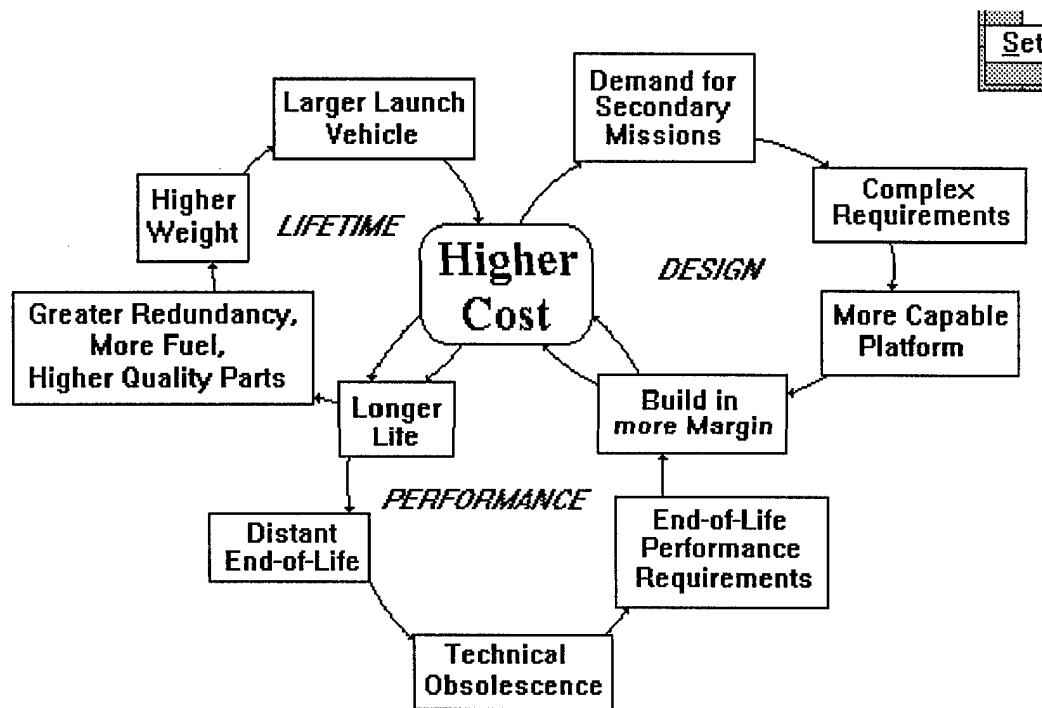 Set
Larger Launch
Vehicle
Demand for
Secondary
Missions
Higher
Weight
LIFETIME
Complex
Requirements
Higher
Cost
DESIGN
Greater Redundancy,
More Fuel,
Higher Quality Parts
More Capable
Platform
Longer
Life
Build in
more Margin
PERFORMANCE
Distant
End-of-Life
End-of-Life
Performance
Requirements
Technical
Obsolescence